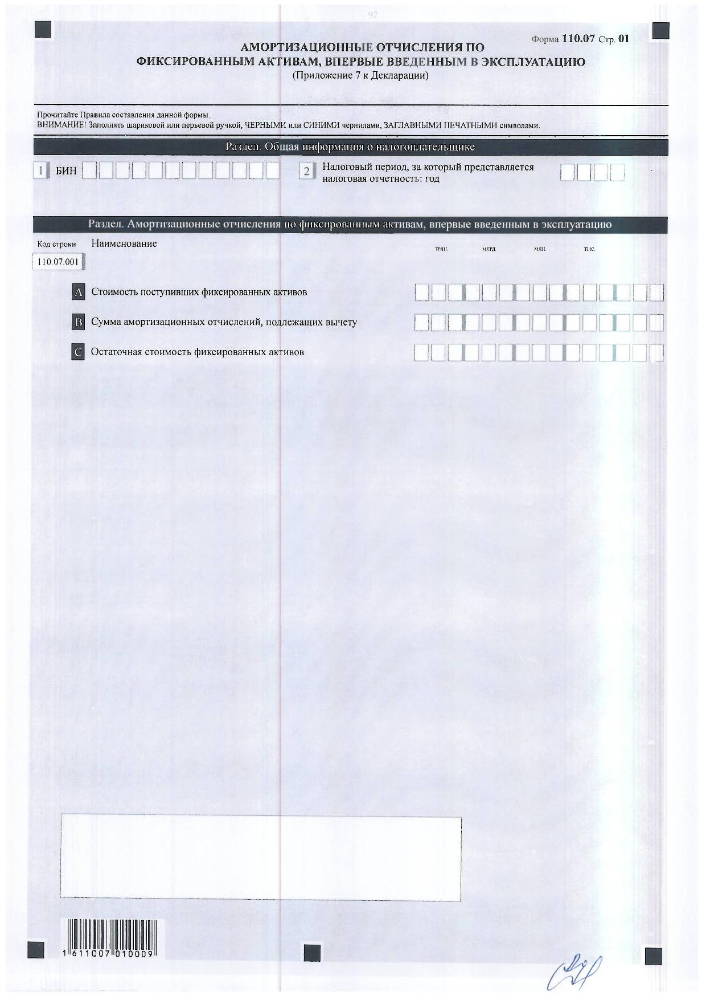 92
Форма 110.07 Стр. 01
АМОРТИЗАЦИОННЫЕ ОТЧИСЛЕНИЯ ПО
ФИКСИРОВАННЫМ АКТИВАМ, ВПЕРВЫЕ ВВЕДЕННЫМ В ЭКСПЛУАТАЦИЮ
(Приложение 7 к Декларации)
Прочитайте Правила составления данной формы.
ВНИМАНИЕ! Заполнять шариковой или перьевой ручкой, ЧЕРНЫМИ или СИНИМИ чернилами, ЗАГЛАВНЫМИ ПЕЧАТНЫМИ символами.
Раздел. Общая информация о налогоплательщике
1 БИН
2 Налоговый период, за который представляется
налоговая отчетность: год
Раздел. Амортизационные отчисления по фиксированным активам, впервые введенным в эксплуатацию
Код строки Наименование
ТРЛН. МЛРД. МЛН. ТЫС.
110.07.001
A Стоимость поступивших фиксированных активов
B Сумма амортизационных отчислений, подлежащих вычету
C Остаточная стоимость фиксированных активов
1 611007 010009